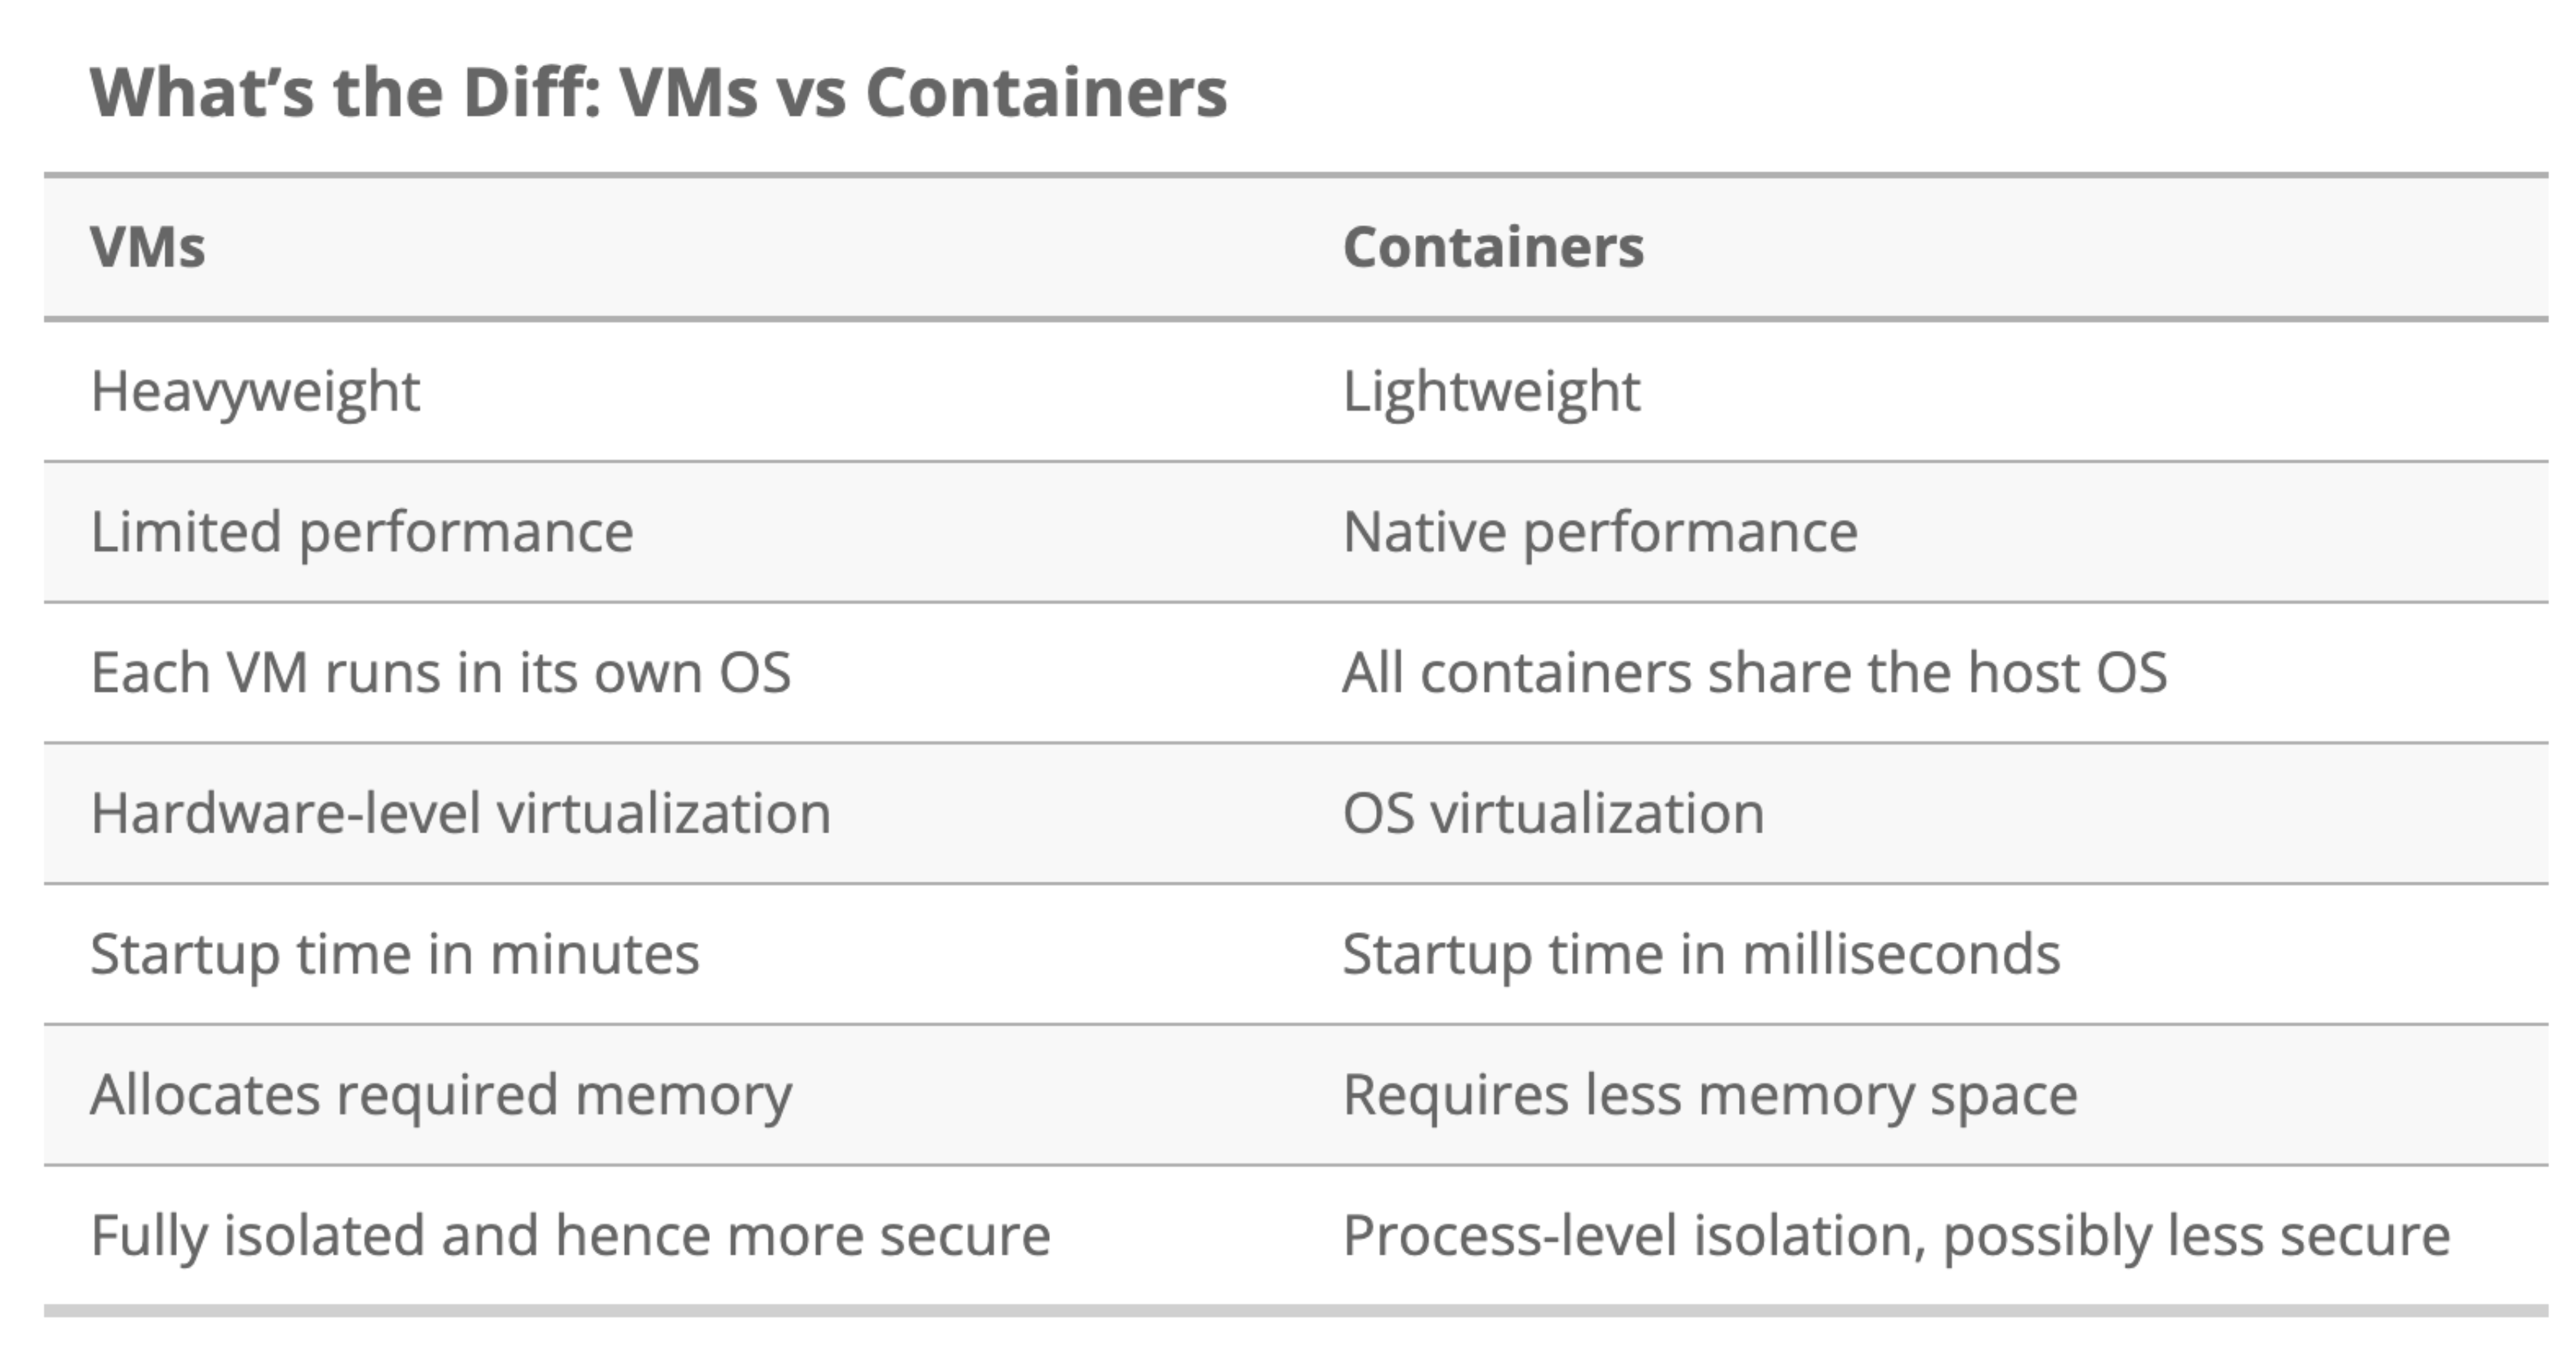 What’s the Diff: VMs vs Containers
VMs Containers
Heavyweight Lightweight
Limited performance Native performance
Each VM runs in its own OS All containers share the host OS
Hardware-level virtualization OS virtualization
Startup time in minutes Startup time in milliseconds
Allocates required memory Requires less memory space
Fully isolated and hence more secure Process-level isolation, possibly less secure